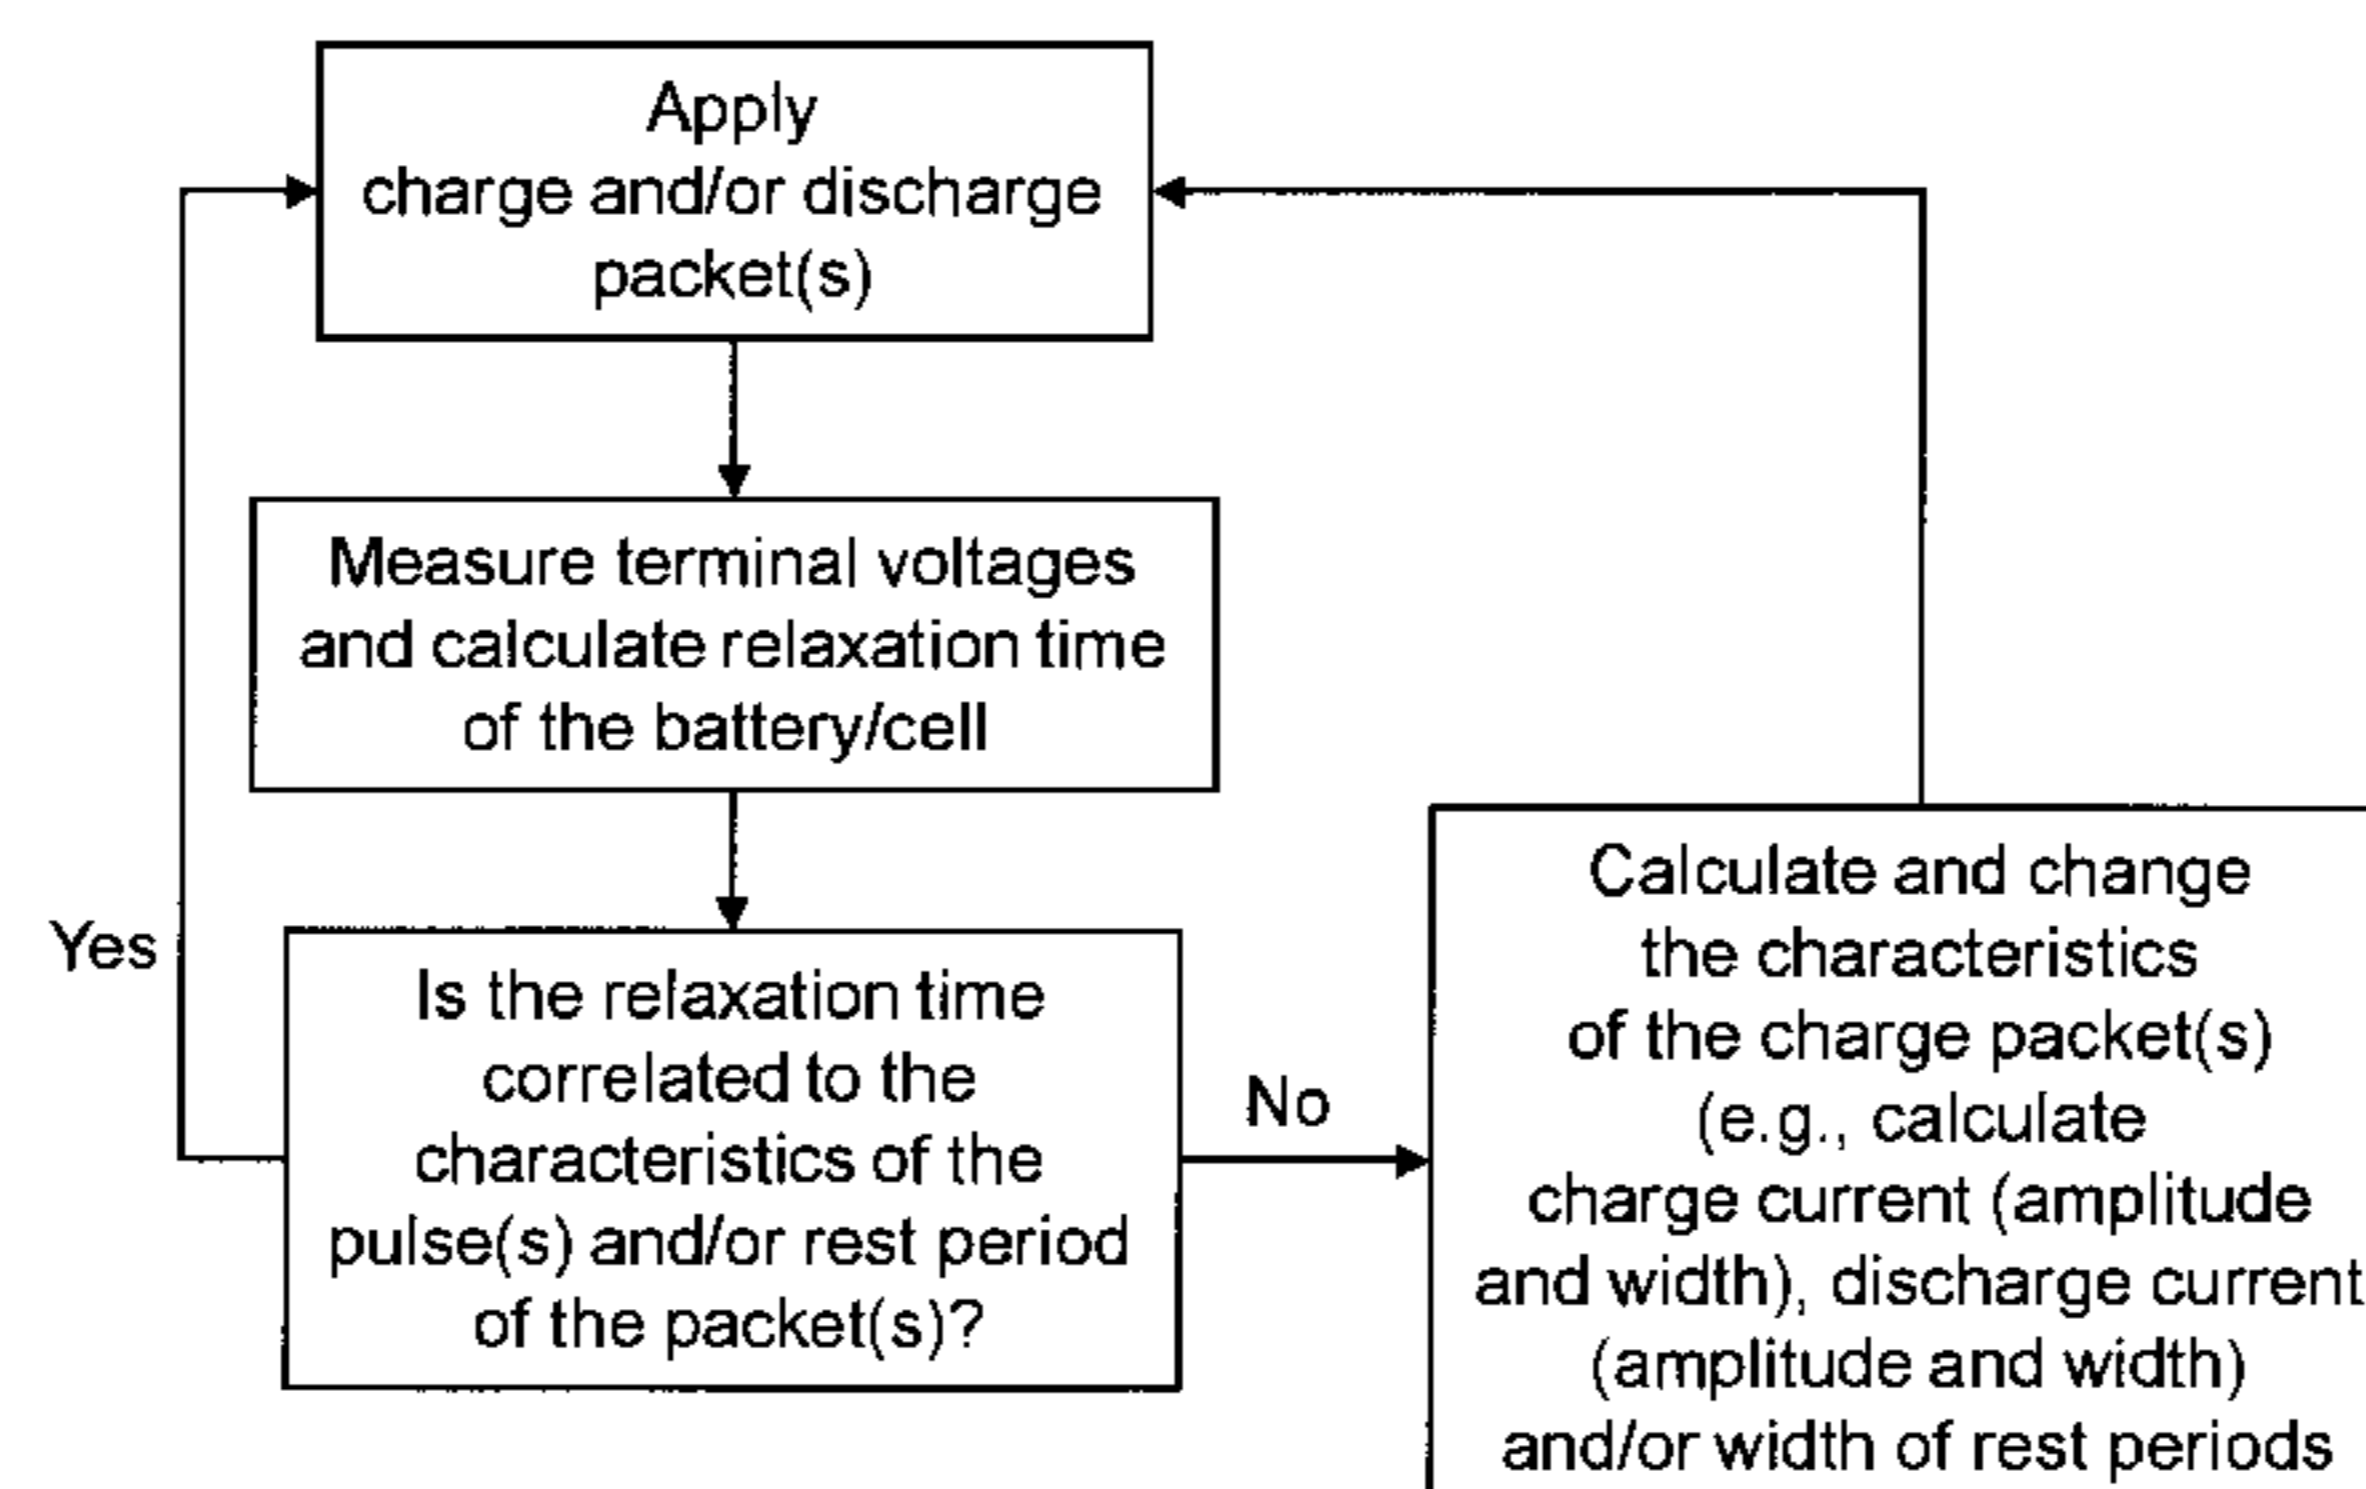 Apply
charge and/or discharge
packet(s)
Measure terminal voltages
and calculate relaxation time
of the battery/cell
Yes
Is the relaxation time
correlated to the
characteristics of the
pulse(s) and/or rest period
of the packet(s)?
No
Calculate and change
the characteristics
of the charge packet(s)
(e.g., calculate
charge current (amplitude
and width), discharge current
(amplitude and width)
and/or width of rest periods